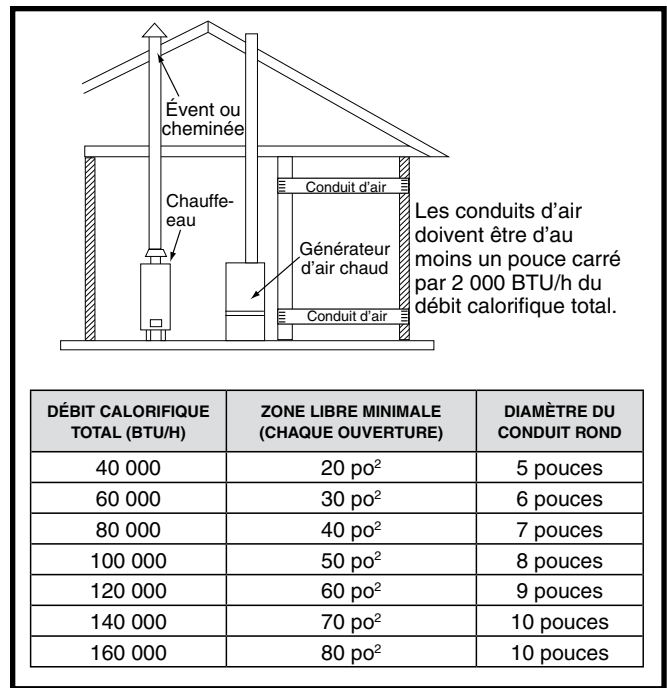 Évent ou
cheminée
Chauffe-
eau
Conduit d'air
Générateur
d'air chaud
Conduit d'air
Les conduits d'air
doivent être d'au
moins un pouce carré
par 2 000 BTU/h du
débit calorifique total.
DÉBIT CALORIFIQUE TOTAL (BTU/H) ZONE LIBRE MINIMALE (CHAQUE OUVERTURE) DIAMÈTRE DU CONDUIT ROND
40 000 20 po² 5 pouces
60 000 30 po² 6 pouces
80 000 40 po² 7 pouces
100 000 50 po² 8 pouces
120 000 60 po² 9 pouces
140 000 70 po² 10 pouces
160 000 80 po² 10 pouces